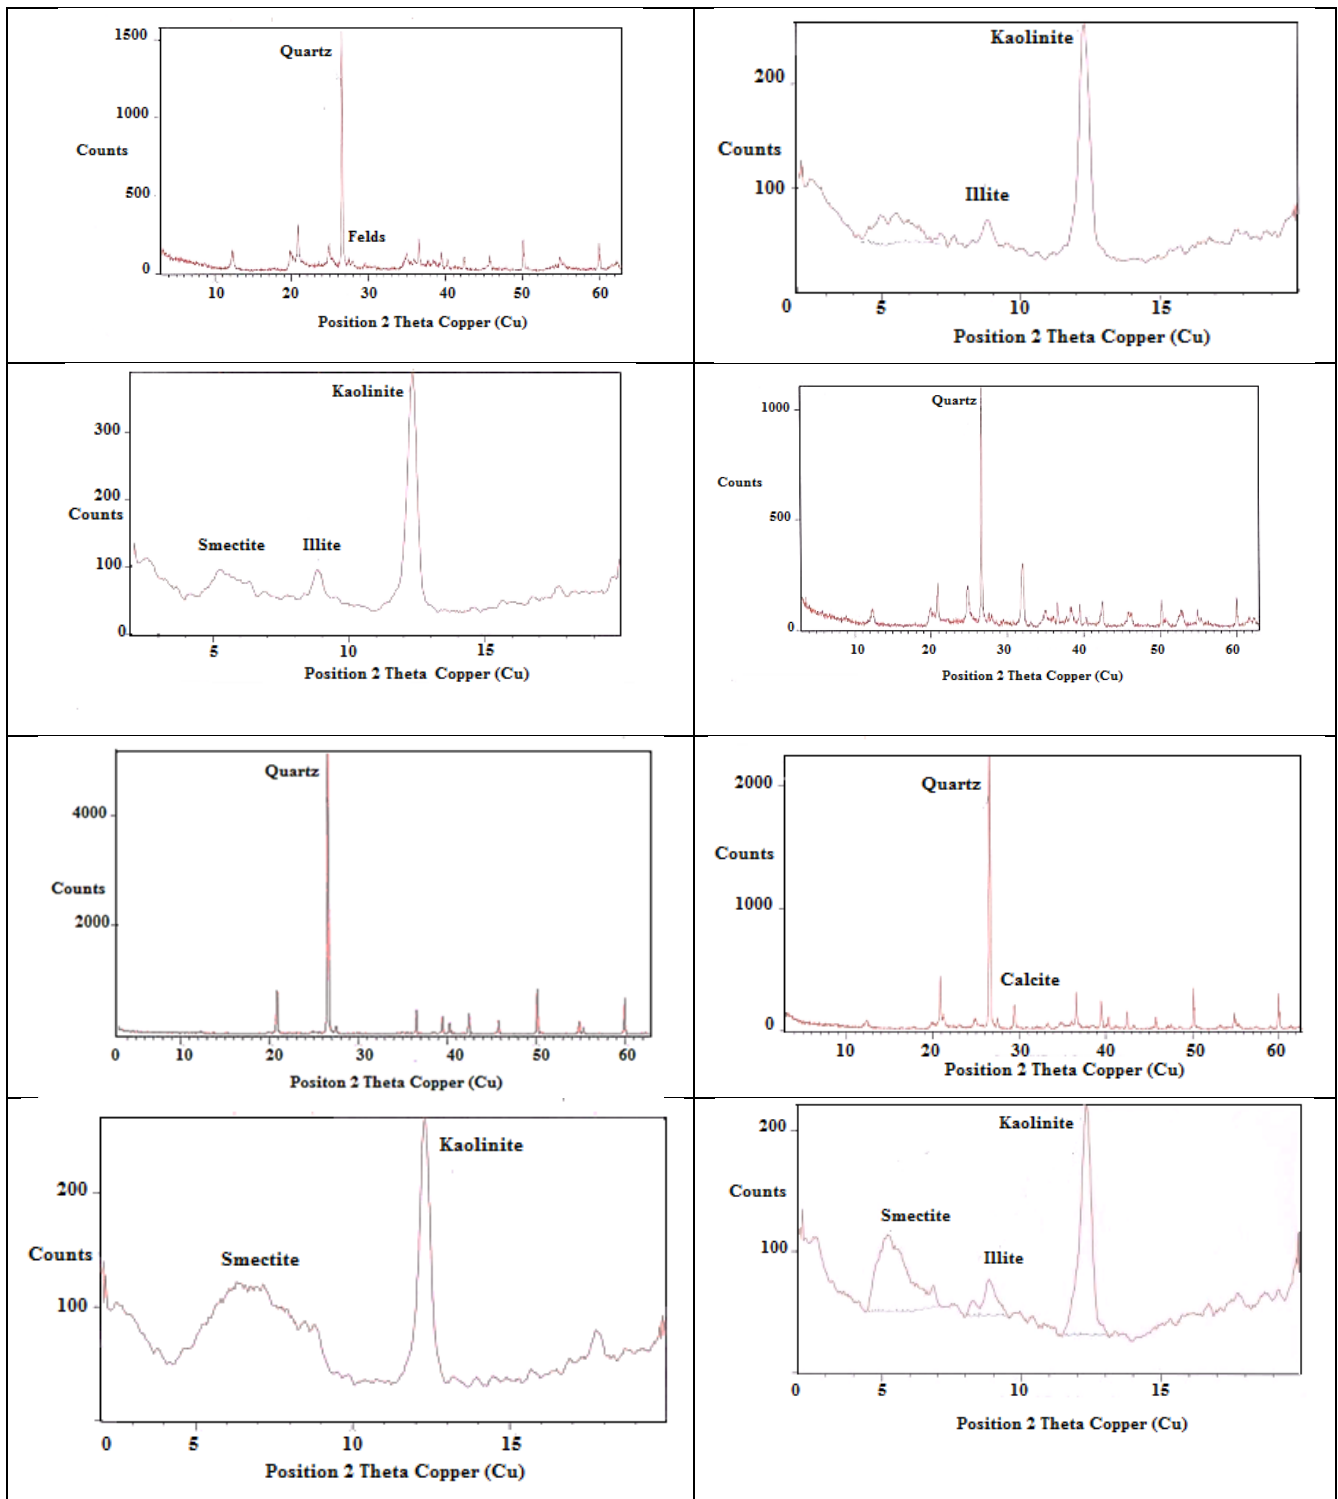 1500
Quartz
1000
Counts
500
Felds
0
10 20 30 40 50 60
Position 2 Theta Copper (Cu)
Kaolinite
200
Counts
100
Illite
0 5 10 15
Position 2 Theta Copper (Cu)
Kaolinite
300
200
Counts
Smectite Illite
100
0
5 10 15
Position 2 Theta Copper (Cu)
Quartz
1000
Counts
500
0
10 20 30 40 50 60
Position 2 Theta Copper (Cu)
Quartz
4000
Counts
2000
0 10 20 30 40 50 60
Positon 2 Theta Copper (Cu)
2000
Quartz
Counts
1000
Calcite
0
10 20 30 40 50 60
Position 2 Theta Copper (Cu)
Kaolinite
200
Counts
Smectite
100
0 5 10 15
Position 2 Theta Copper (Cu)
Kaolinite
200
Counts
Smectite
100
Illite
0 5 10 15
Position 2 Theta Copper (Cu)